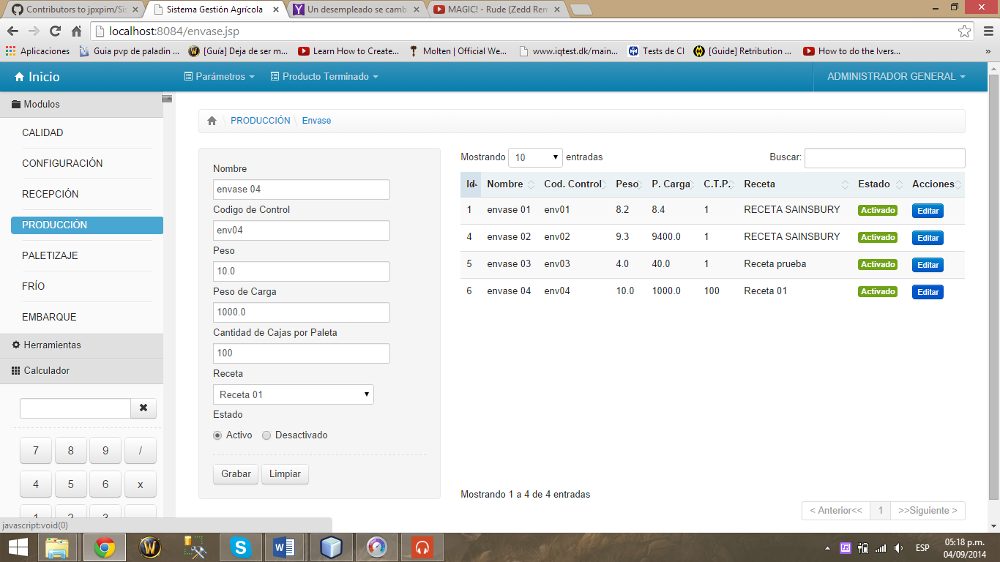 Contributors to jpxpim/Sis
Sistema Gestión Agrícola
Un desempleado se camb
MAGIC! - Rude (Zedd Rem
localhost:8084/envase.jsp
Aplicaciones
Guia pvp de paladin ...
[Guía] Deja de ser m...
Learn How to Create...
Molten | Official We...
www.iqtest.dk/main...
Tests de CI
[Guide] Retribution ...
How to do the Ivers...
»
Inicio
Parámetros
Producto Terminado
ADMINISTRADOR GENERAL
Modulos
CALIDAD
CONFIGURACIÓN
RECEPCIÓN
PRODUCCIÓN
PALETIZAJE
FRÍO
EMBARQUE
Herramientas
Calculador
7 8 9 /
4 5 6 x
1 2 3
javascript:void(0)
PRODUCCIÓN
Envase
Nombre
envase 04
Codigo de Control
env04
Peso
10.0
Peso de Carga
1000.0
Cantidad de Cajas por Paleta
100
Receta
Receta 01
Estado
Activo Desactivado
Grabar Limpiar
Mostrando 10 entradas
Buscar:
Id Nombre Cod. Control Peso P. Carga C.T.P. Receta Estado Acciones
1 envase 01 env01 8.2 8.4 1 RECETA SAINSBURY Activado Editar
4 envase 02 env02 9.3 9400.0 1 RECETA SAINSBURY Activado Editar
5 envase 03 env03 4.0 40.0 1 Receta prueba Activado Editar
6 envase 04 env04 10.0 1000.0 100 Receta 01 Activado Editar
Mostrando 1 a 4 de 4 entradas
< Anterior<< 1 >>Siguiente >
ESP
05:18 p.m.
04/09/2014